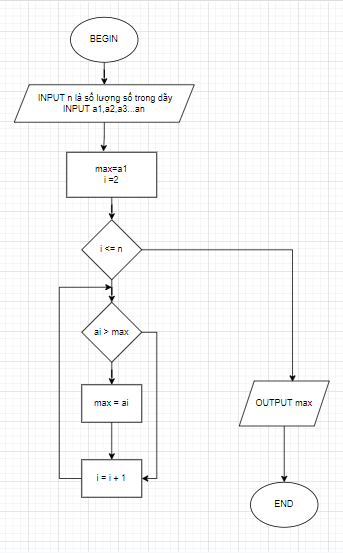 BEGIN
INPUT n là số lượng số trong dãy
INPUT a1,a2,a3...an
max=a1
i =2
i <= n
ai > max
max = ai
i = i + 1
OUTPUT max
END